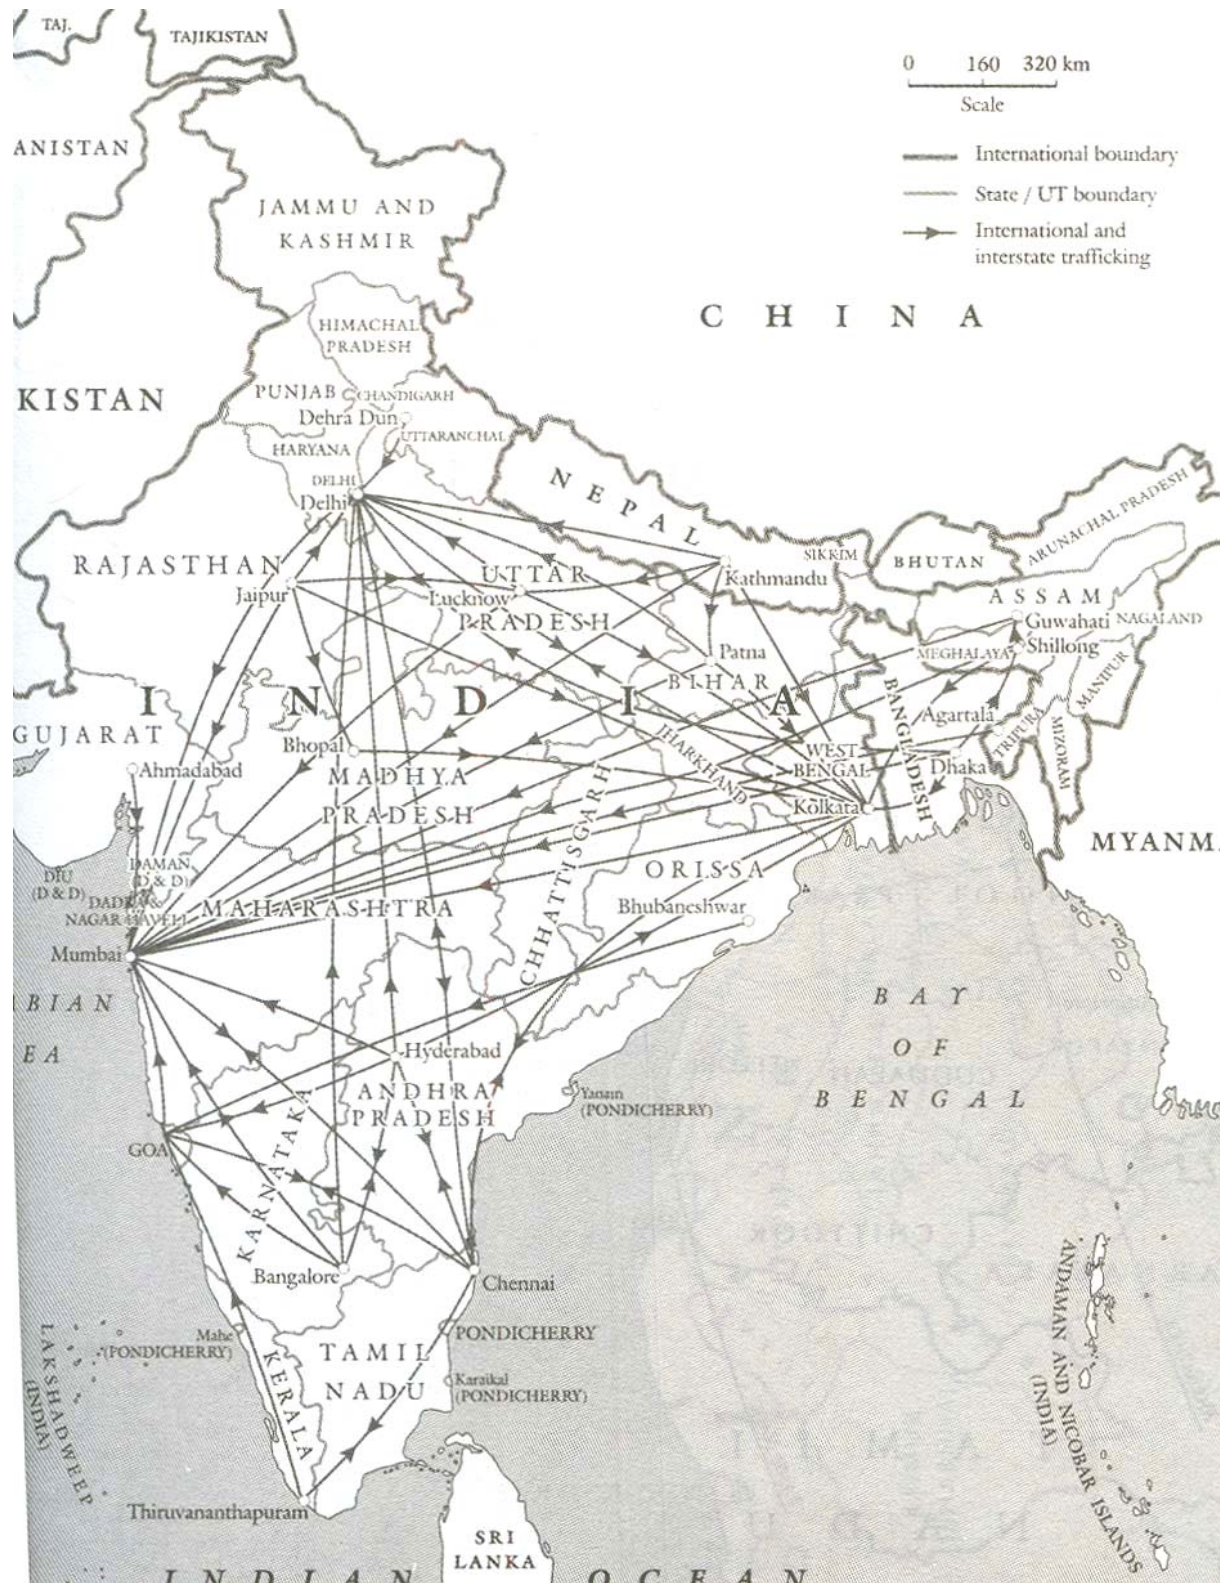 TAJ.
TAJIKISTAN
0 160 320 km
Scale
International boundary
State / UT boundary
International and
interstate trafficking
ANISTAN
JAMMU AND
KASHMIR
CHINA
HIMACHAL
PRADESH
KISTAN
PUNJAB
CHANDIGARH
Dehra Dun
UTTARANCHAL
HARYANA
DELHI
Delhi
NEPAL
SIKKIM
BHUTAN
ARUNACHAL PRADESH
RAJASTHAN
Jaipur
UTTAR
PRADESH
Lucknow
Kathmandu
ASSAM
Guwahati
NAGALAND
Shillong
MEGHALAYA
MANIPUR
Patna
BIHAR
INDIA
BANGLADESH
Agartala
TRIPURA
MIZORAM
GUJARAT
Ahmadabad
Bhopal
MADHYA
PRADESH
JHARKHAND
WEST
BENGAL
Dhaka
Kolkata
CHHATTISGARH
MYANMA
DIU
(D & D)
DAMAN
(D & D)
DADRA &
NAGAR HAVELI
MAHARASHTRA
ORISSA
Bhubaneshwar
Mumbai
BIAN
EA
BAY
OF
BENGAL
Hyderabad
ANDHRA
PRADESH
Yanam
(PONDICHERRY)
GOA
KARNATAKA
Bangalore
Chennai
Mahe
(PONDICHERRY)
PONDICHERRY
TAMIL
NADU
Karaikal
(PONDICHERRY)
KERALA
LAKSHADWEEP
(INDIA)
ANDAMAN AND NICOBAR ISLANDS
(INDIA)
Thiruvananthapuram
SRI
LANKA
INDIAN OCEAN